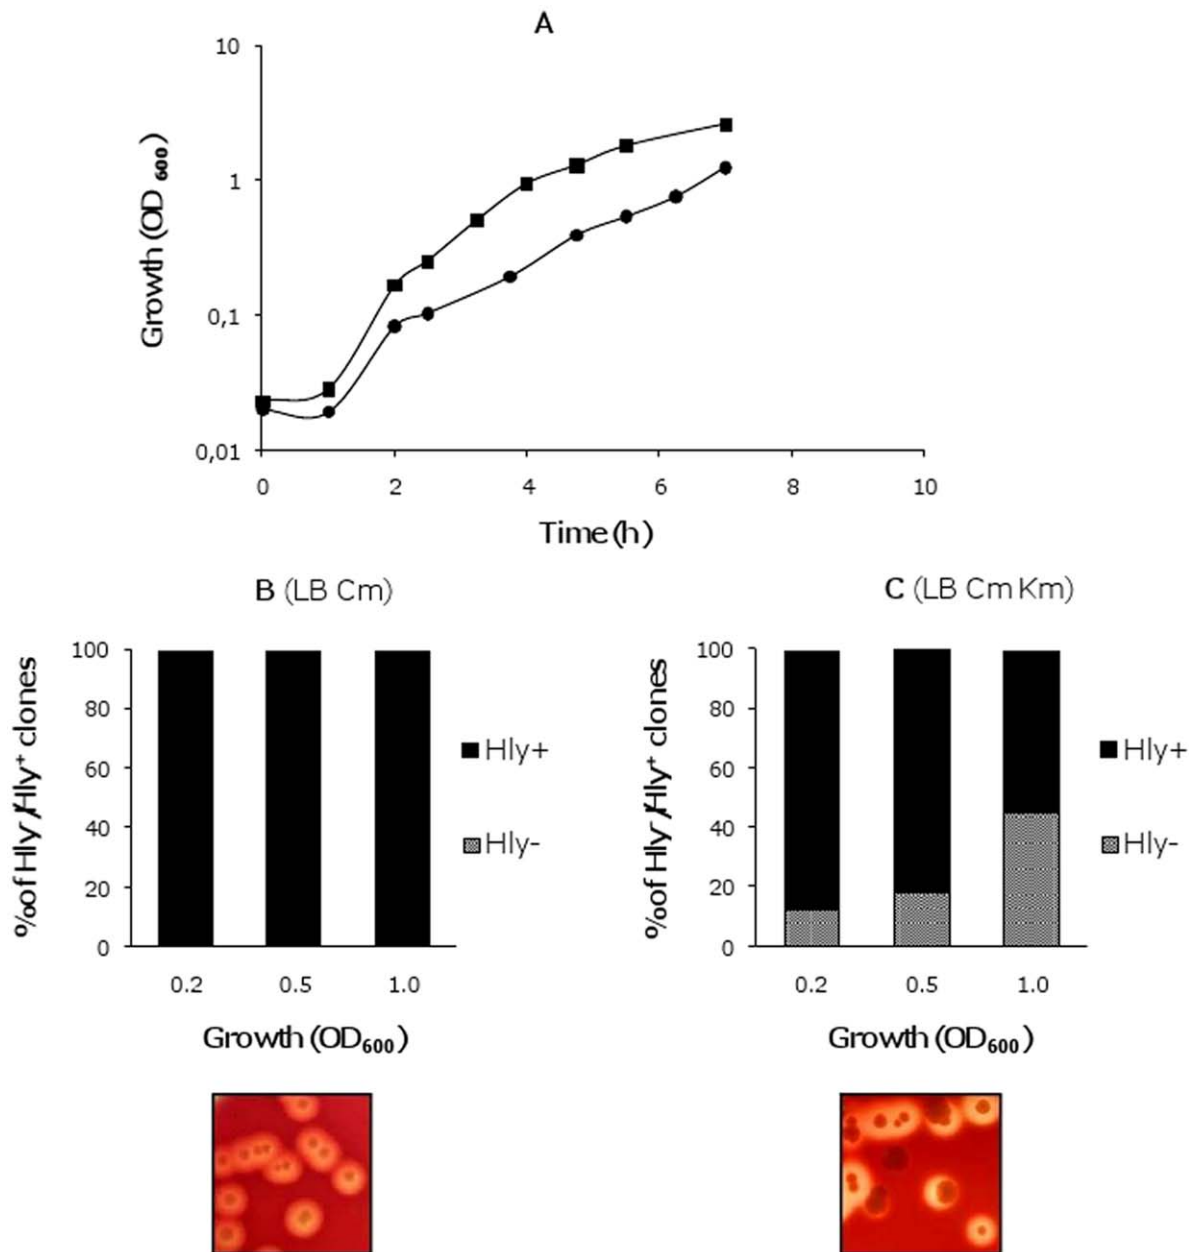 A
10
1
0,1
0,01
Growth (OD 600)
0 2 4 6 8 10
Time (h)
B (LB Cm)
100
80
60
40
20
0
% of Hly-/Hly+ clones
Hly+
Hly-
0.2 0.5 1.0
Growth (OD600)
C (LB Cm Km)
100
80
60
40
20
0
% of Hly-/Hly+ clones
Hly+
Hly-
0.2 0.5 1.0
Growth (OD600)